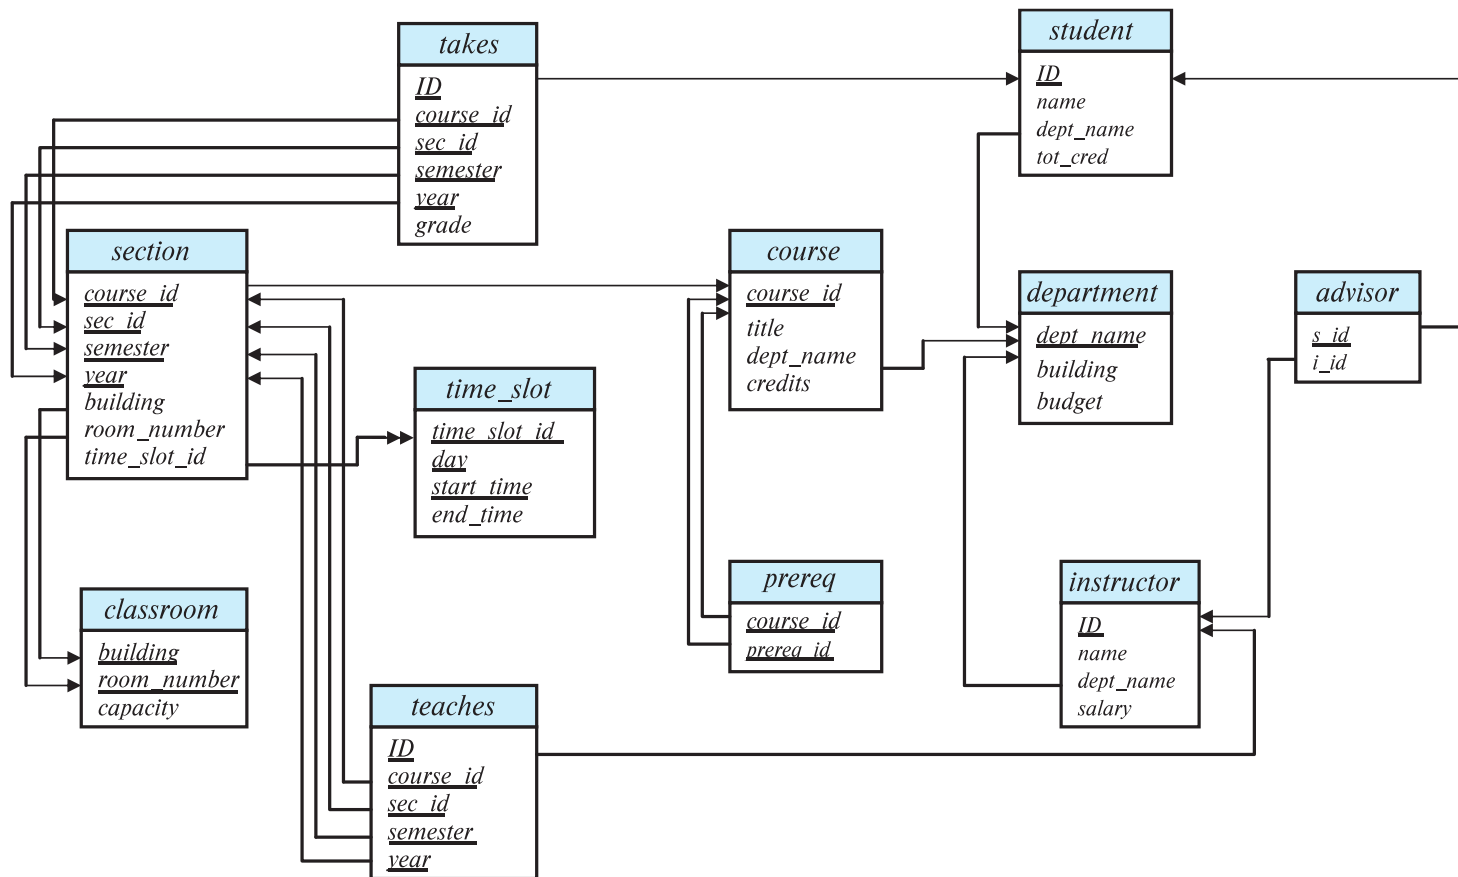 takes
ID
course_id
sec_id
semester
year
grade
student
ID
name
dept_name
tot_cred
section
course_id
sec_id
semester
year
building
room_number
time_slot_id
course
course_id
title
dept_name
credits
department
dept_name
building
budget
advisor
s_id
i_id
time_slot
time_slot_id
day
start_time
end_time
prereq
course_id
prereq_id
instructor
ID
name
dept_name
salary
classroom
building
room_number
capacity
teaches
ID
course_id
sec_id
semester
year